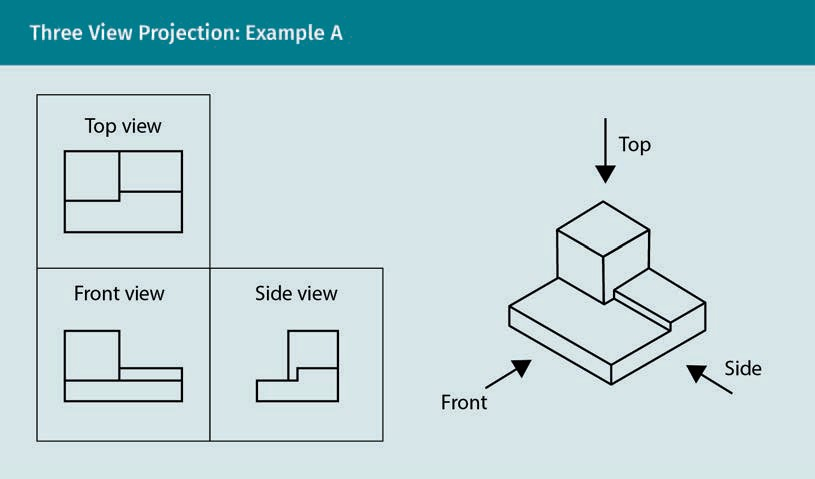 Three View Projection: Example A
Top view
Top
Front view
Side view
Side
Front